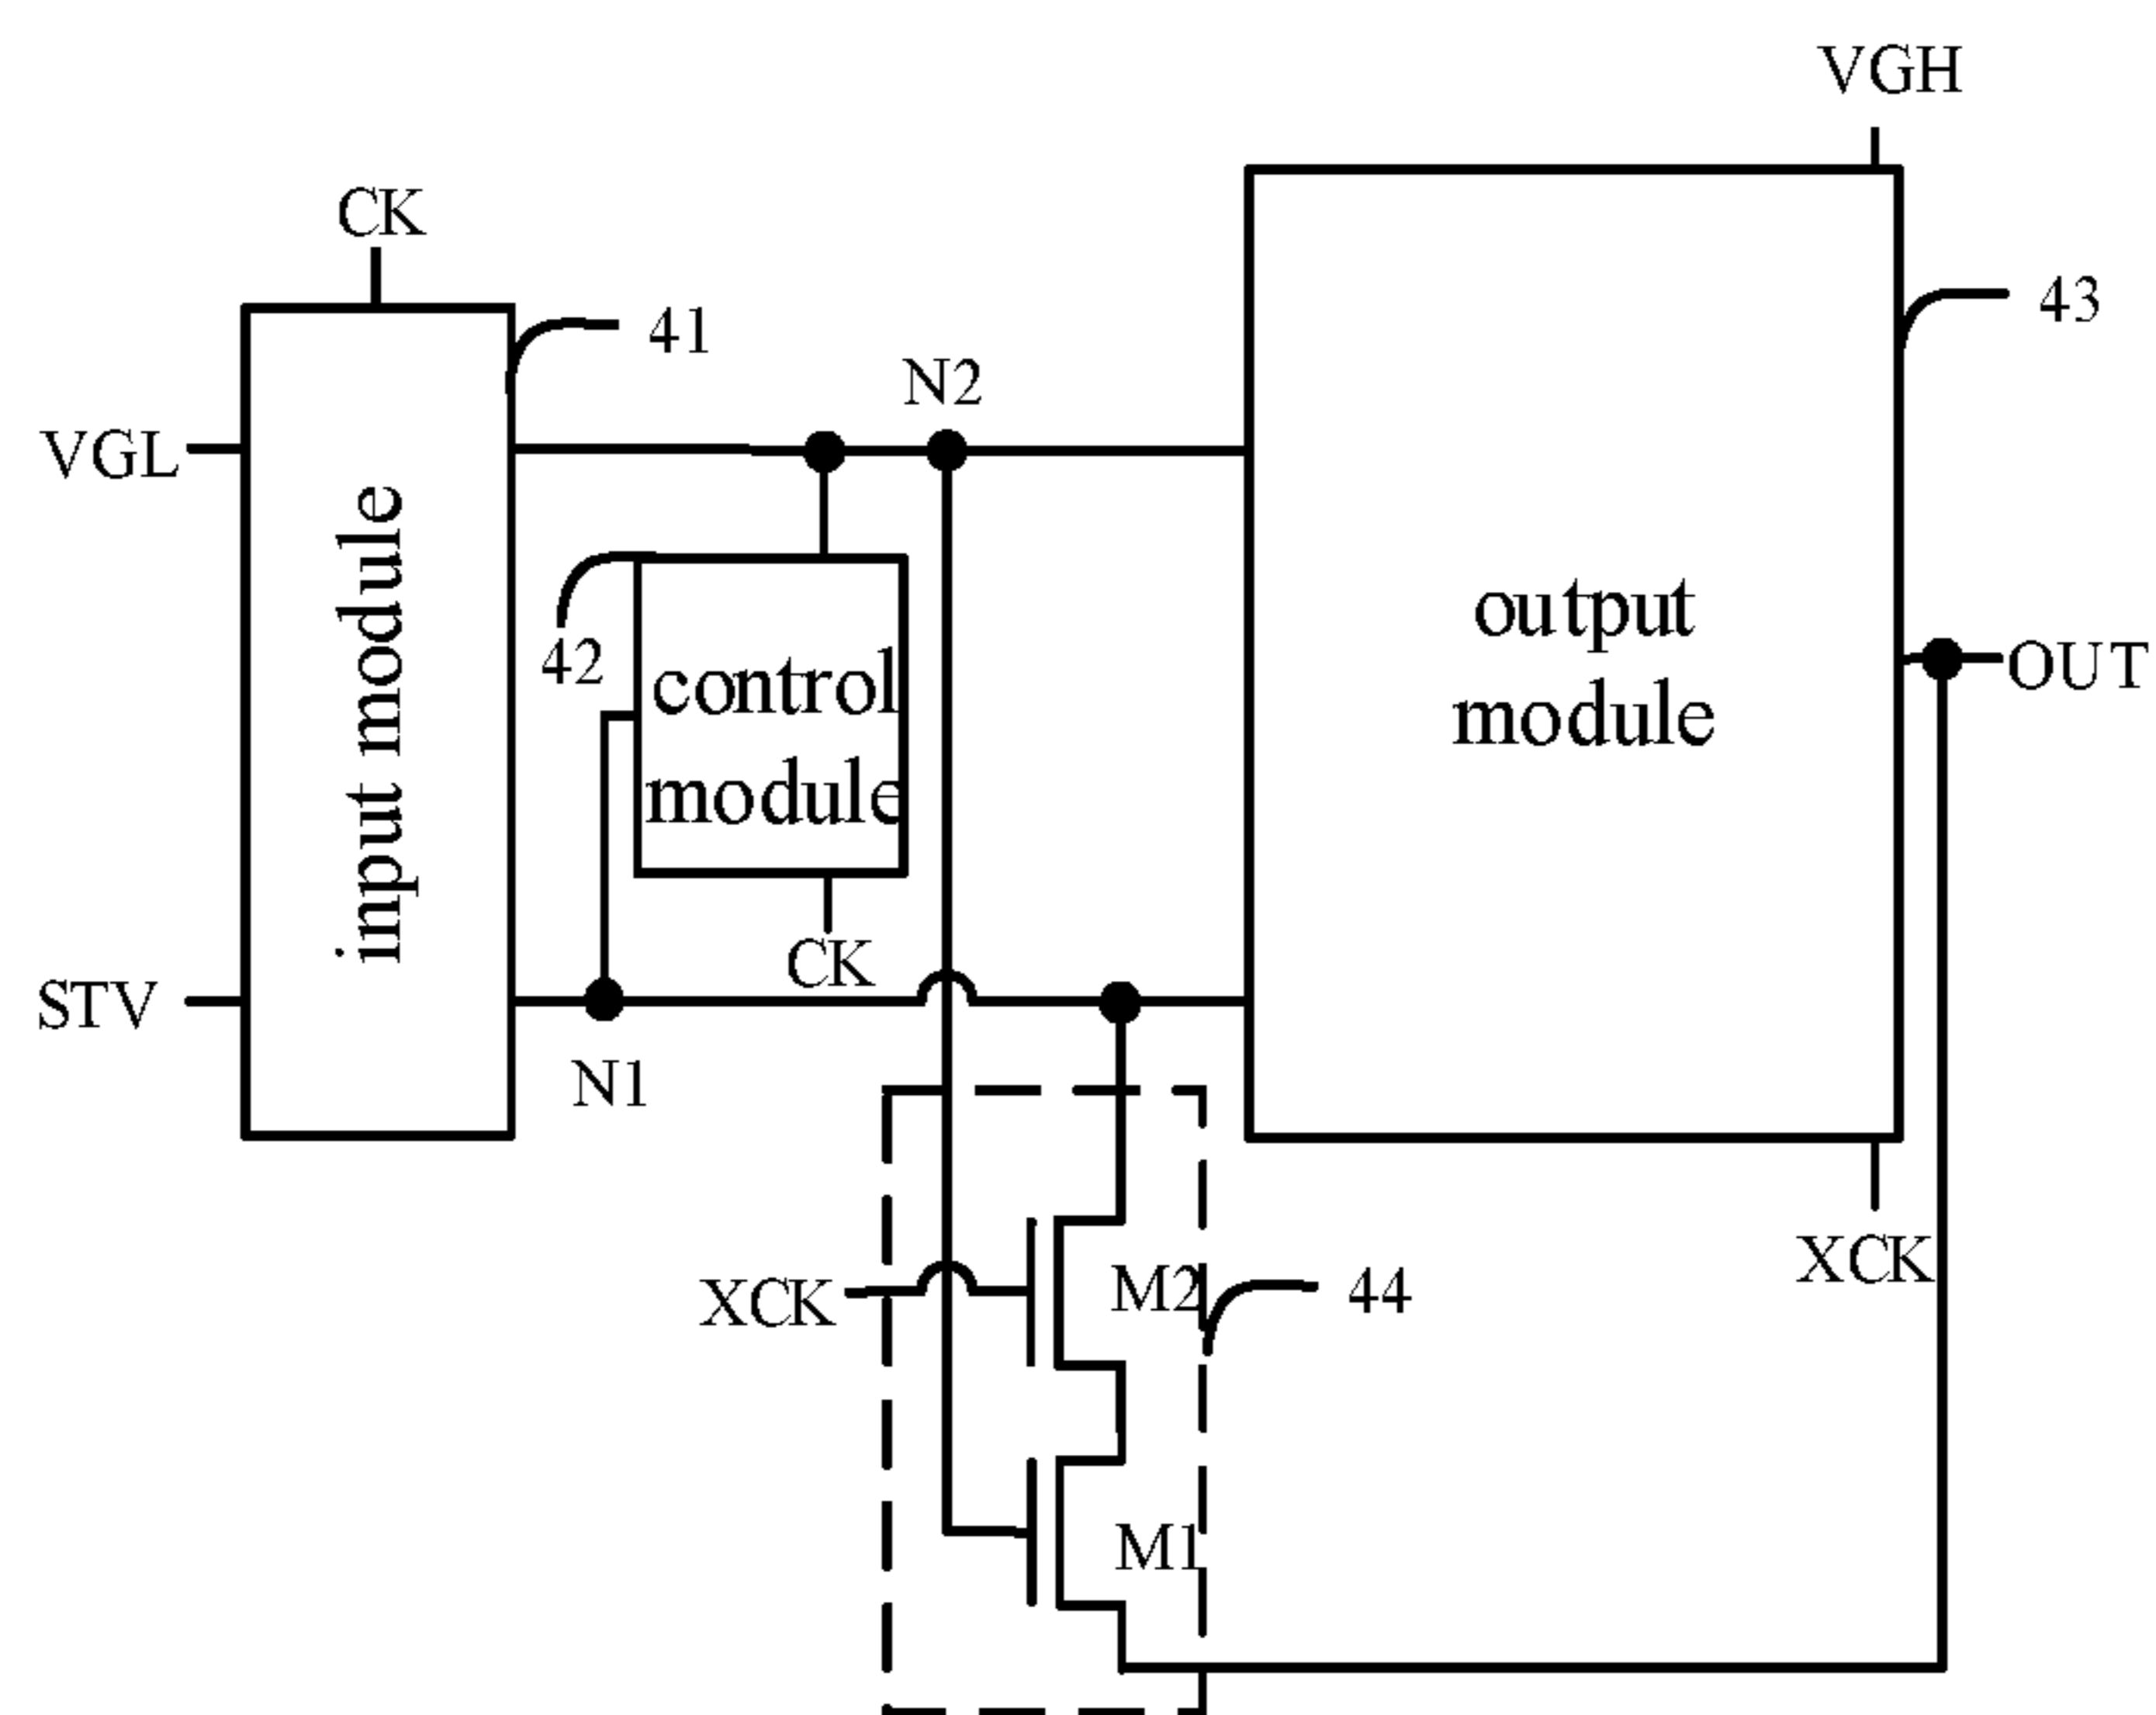 VGH
CK
41
43
N2
VGL
input module
42
control
module
output
module
OUT
CK
STV
N1
XCK
M2
44
XCK
M1